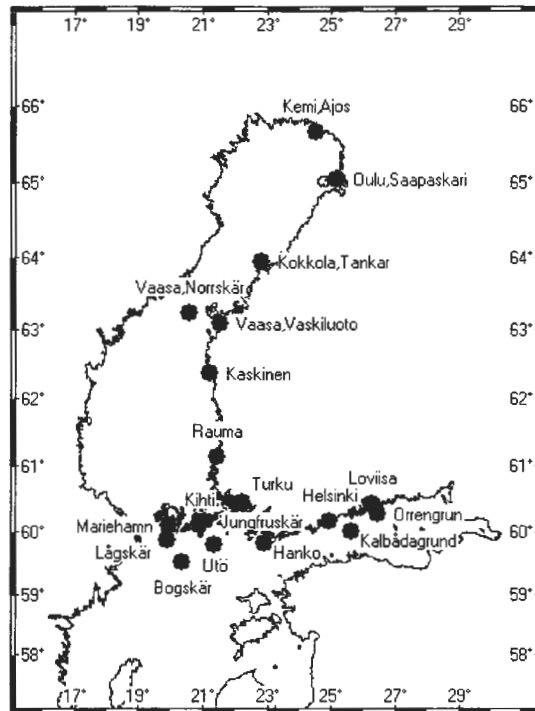 17° 19° 21° 23° 25° 27° 29°
66° 66°
Kemi,Ajos
65° 65°
Oulu,Saapaskari
64° 64°
Kokkola,Tankar
Vaasa,Norrskär
63° 63°
Vaasa,Vaskiluoto
62° 62°
Kaskinen
Rauma
61° 61°
Kihti Turku Helsinki Loviisa
Mariehamn Jungfruskär Orrengrun
60° 60°
Lågskär Utö Hanko Kalbådagrund
Bogskär
59° 59°
58° 58°
17° 19° 21° 23° 25° 27° 29°